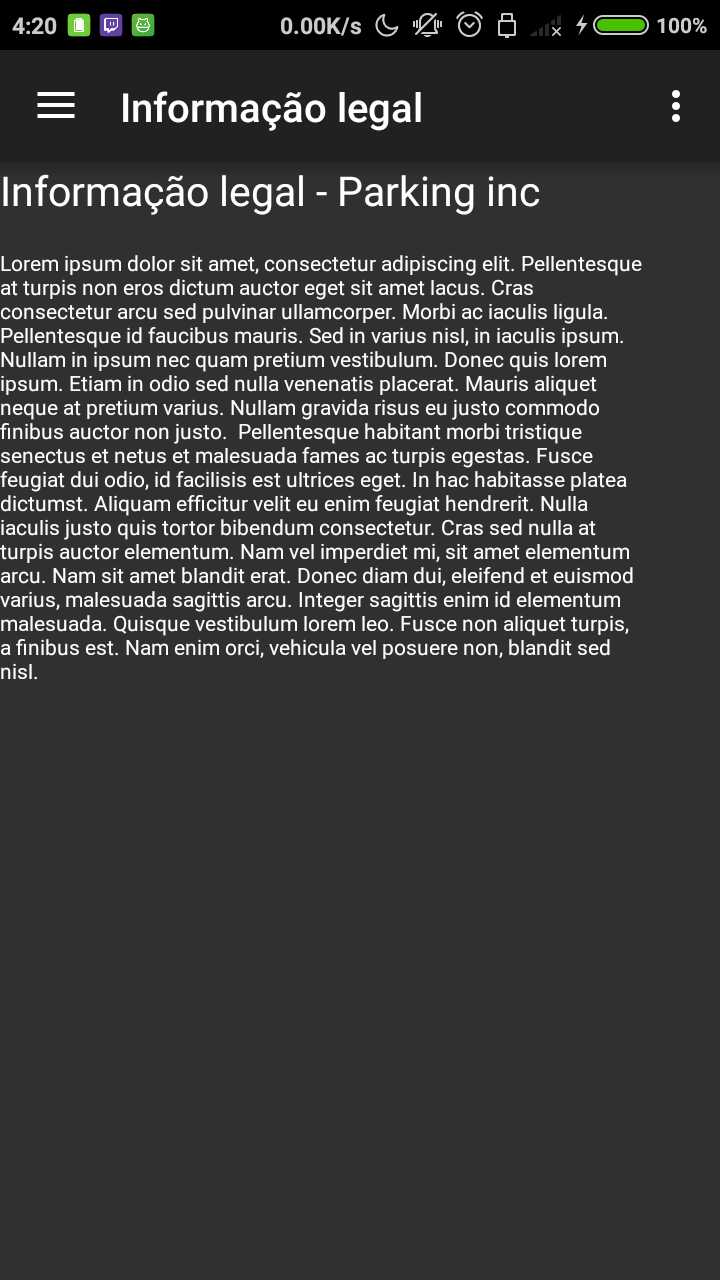 4:20 0.00K/s 100%
Informação legal
Informação legal - Parking inc
Lorem ipsum dolor sit amet, consectetur adipiscing elit. Pellentesque
at turpis non eros dictum auctor eget sit amet lacus. Cras
consectetur arcu sed pulvinar ullamcorper. Morbi ac iaculis ligula.
Pellentesque id faucibus mauris. Sed in varius nisl, in iaculis ipsum.
Nullam in ipsum nec quam pretium vestibulum. Donec quis lorem
ipsum. Etiam in odio sed nulla venenatis placerat. Mauris aliquet
neque at pretium varius. Nullam gravida risus eu justo commodo
finibus auctor non justo.  Pellentesque habitant morbi tristique
senectus et netus et malesuada fames ac turpis egestas. Fusce
feugiat dui odio, id facilisis est ultrices eget. In hac habitasse platea
dictumst. Aliquam efficitur velit eu enim feugiat hendrerit. Nulla
iaculis justo quis tortor bibendum consectetur. Cras sed nulla at
turpis auctor elementum. Nam vel imperdiet mi, sit amet elementum
arcu. Nam sit amet blandit erat. Donec diam dui, eleifend et euismod
varius, malesuada sagittis arcu. Integer sagittis enim id elementum
malesuada. Quisque vestibulum lorem leo. Fusce non aliquet turpis,
a finibus est. Nam enim orci, vehicula vel posuere non, blandit sed
nisl.